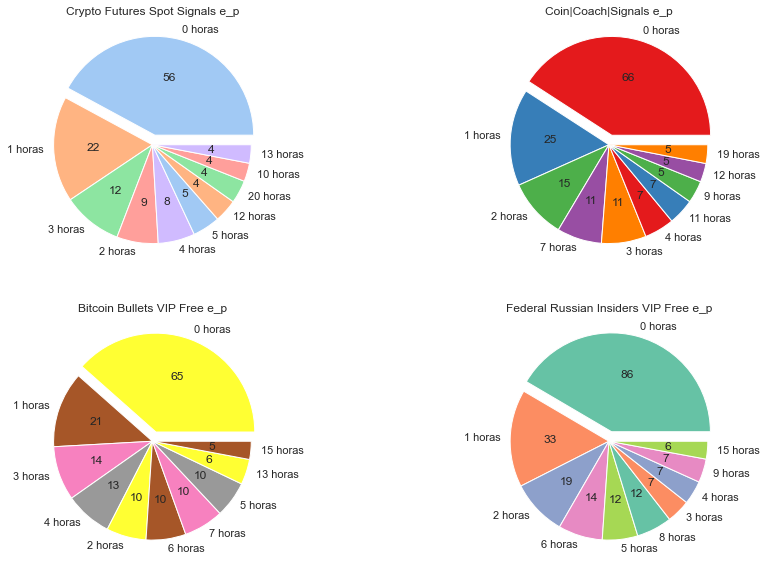 Crypto Futures Spot Signals e_p
0 horas
56
1 horas
22
3 horas
12
2 horas
9
4 horas
8
5 horas
5
12 horas
4
20 horas
4
10 horas
4
13 horas
4
Coin|Coach|Signals e_p
0 horas
66
1 horas
25
2 horas
15
7 horas
11
3 horas
11
4 horas
7
11 horas
7
9 horas
5
12 horas
5
19 horas
5
Bitcoin Bullets VIP Free e_p
0 horas
65
1 horas
21
3 horas
14
4 horas
13
2 horas
10
6 horas
10
7 horas
10
5 horas
10
13 horas
6
15 horas
5
Federal Russian Insiders VIP Free e_p
0 horas
86
1 horas
33
2 horas
19
6 horas
14
5 horas
12
8 horas
12
3 horas
7
4 horas
7
9 horas
7
15 horas
6